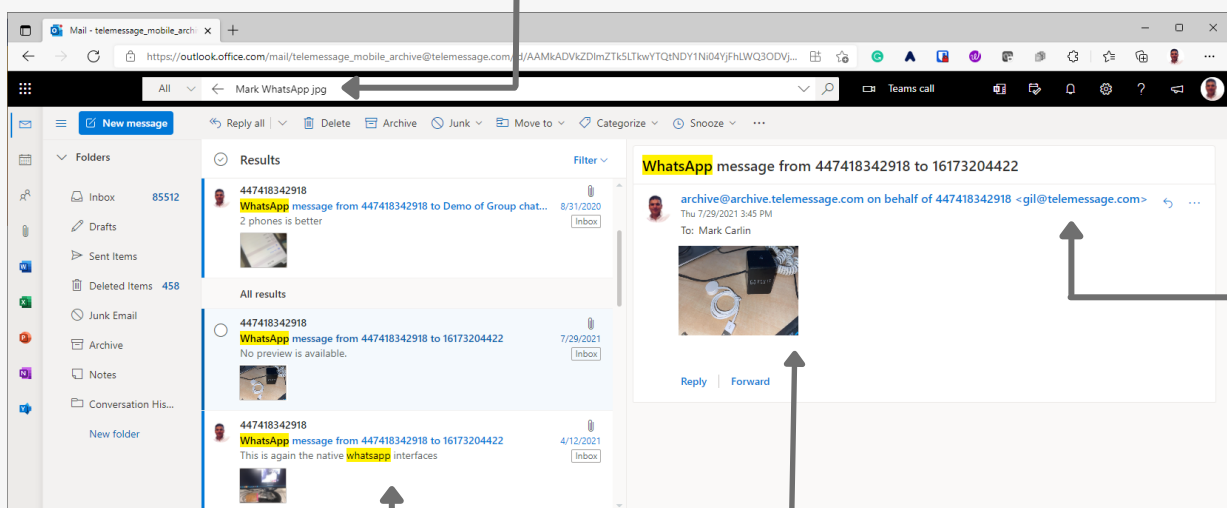 Mail - telemessage_mobile_archi
https://outlook.office.com/mail/telemessage_mobile_archive@telemessage.com/id/AAMkADVkZDlmZTk5LTkwYTQtNDY1Ni04YjFhLWQ3ODVj...
All
Mark WhatsApp jpg
Teams call
New message
Reply all
Delete
Archive
Junk
Move to
Categorize
Snooze
Folders
Inbox 85512
Drafts
Sent Items
Deleted Items 458
Junk Email
Archive
Notes
Conversation His...
New folder
Results
Filter
447418342918
WhatsApp message from 447418342918 to Demo of Group chat... 8/31/2020
2 phones is better Inbox
All results
447418342918
WhatsApp message from 447418342918 to 16173204422 7/29/2021
No preview is available. Inbox
447418342918
WhatsApp message from 447418342918 to 16173204422 4/12/2021
This is again the native whatsapp interfaces Inbox
WhatsApp message from 447418342918 to 16173204422
archive@archive.telemessage.com on behalf of 447418342918 <gil@telemessage.com>
Thu 7/29/2021 3:45 PM
To: Mark Carlin
Reply
Forward